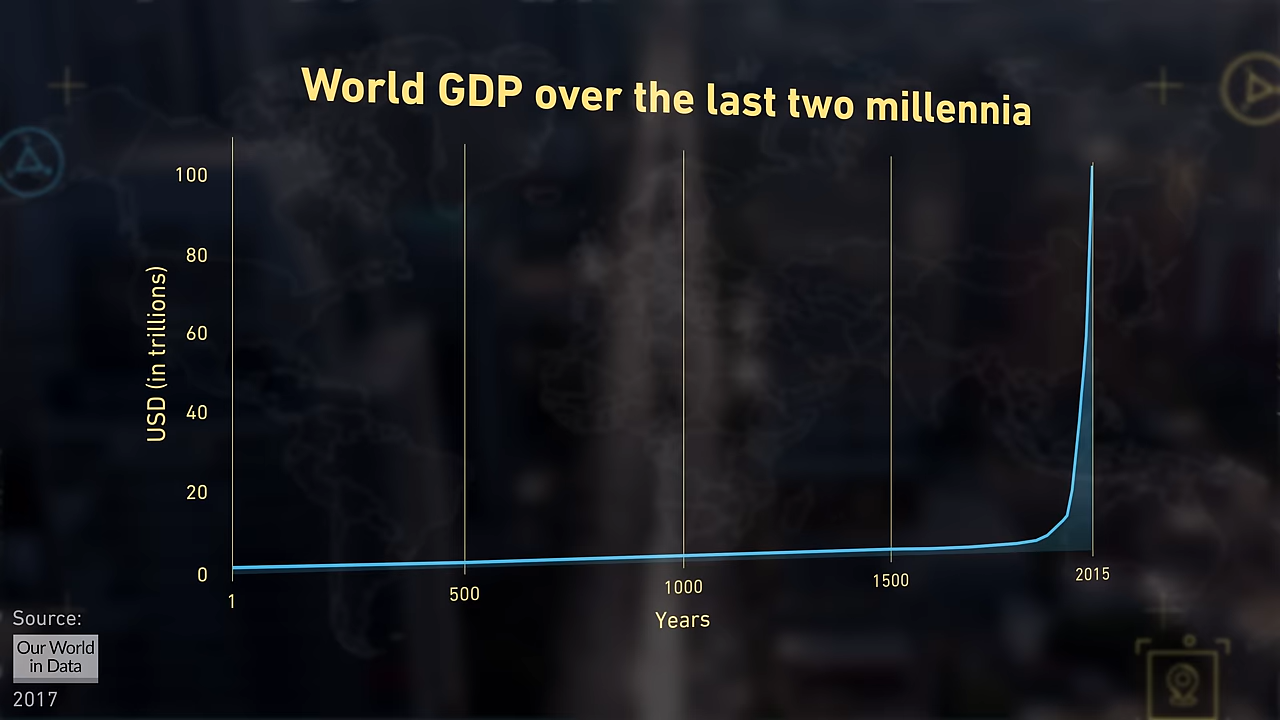 World GDP over the last two millennia
USD (in trillions)
100
80
60
40
20
0
1
500
1000
1500
2015
Years
Source:
Our World
in Data
2017